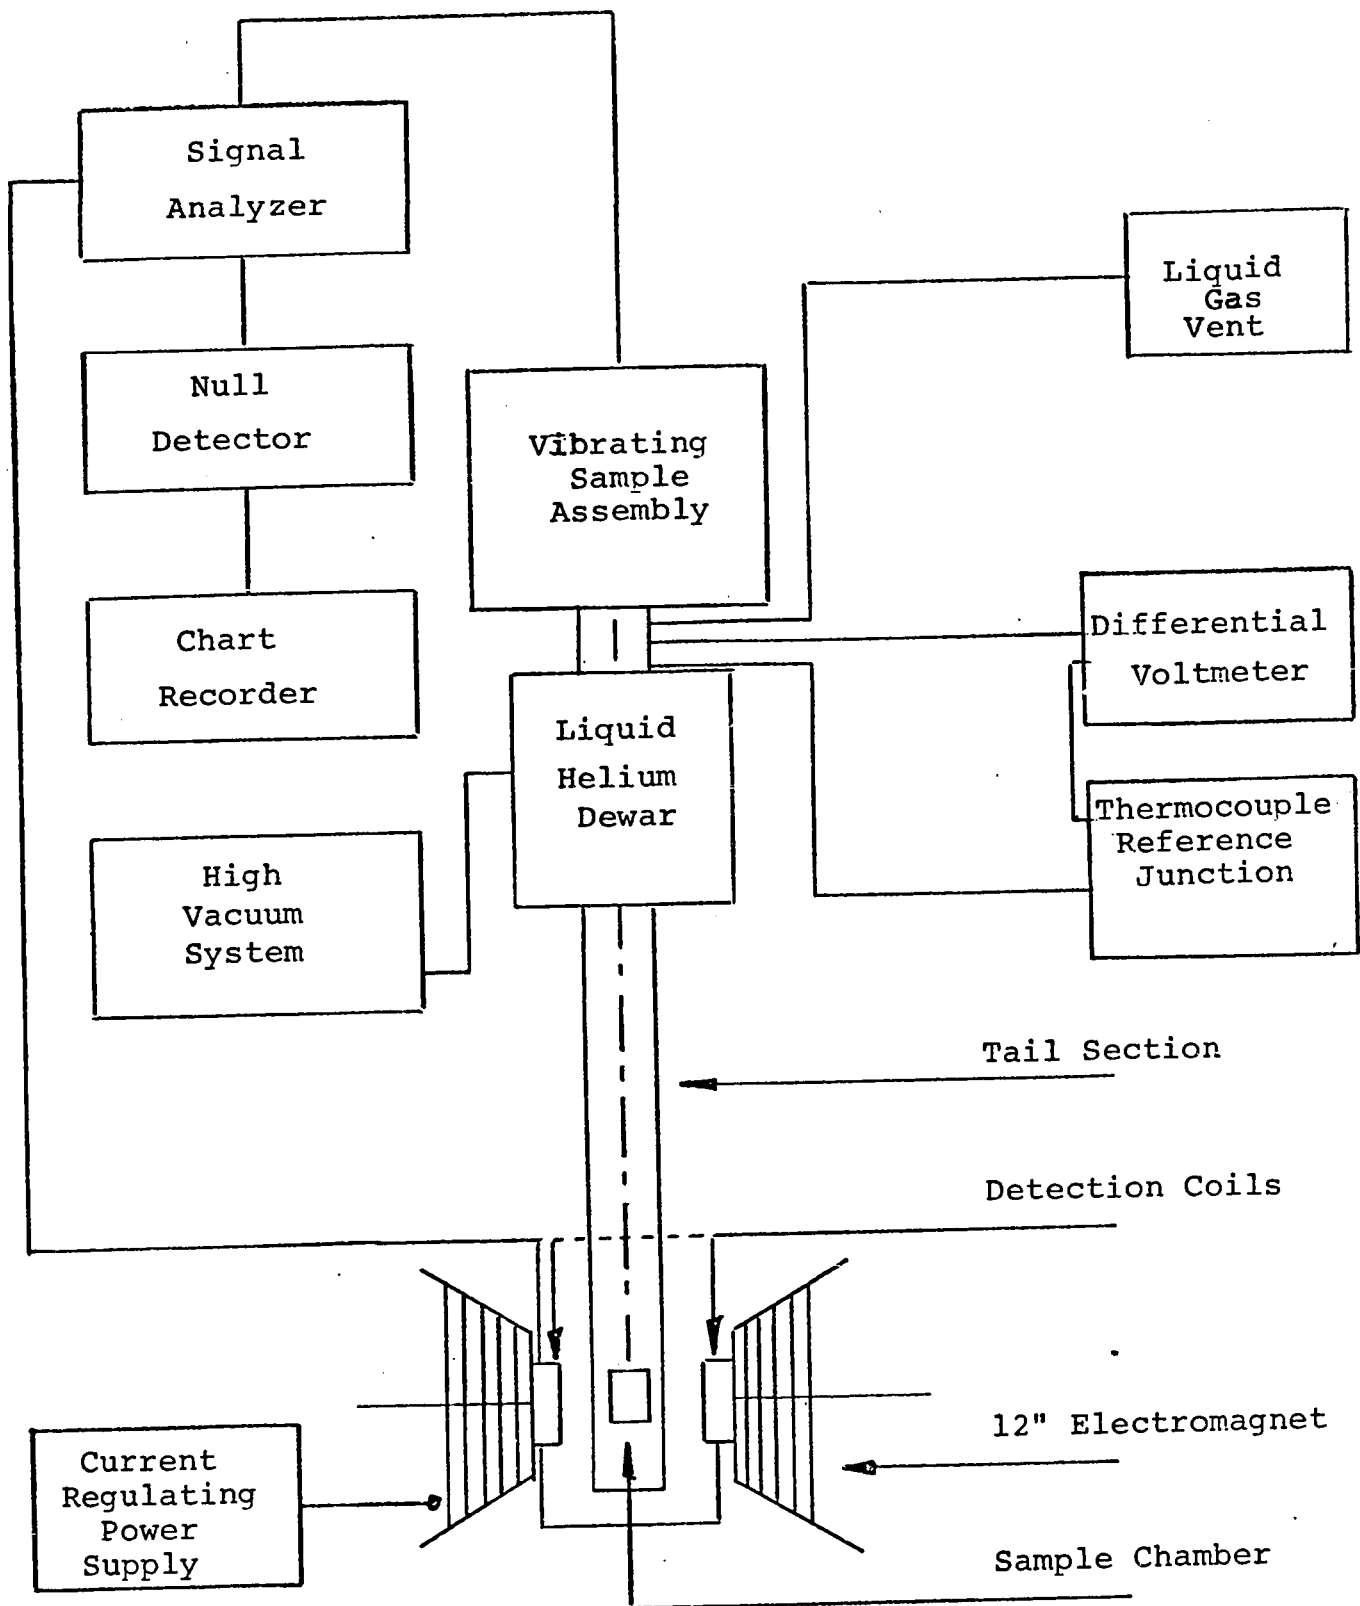 Signal
Analyzer
Liquid
Gas
Vent
Null
Detector
Vibrating
Sample
Assembly
Chart
Recorder
Differential
Voltmeter
Liquid
Helium
Dewar
Thermocouple
Reference
Junction
High
Vacuum
System
Tail Section
Detection Coils
12" Electromagnet
Current
Regulating
Power
Supply
Sample Chamber